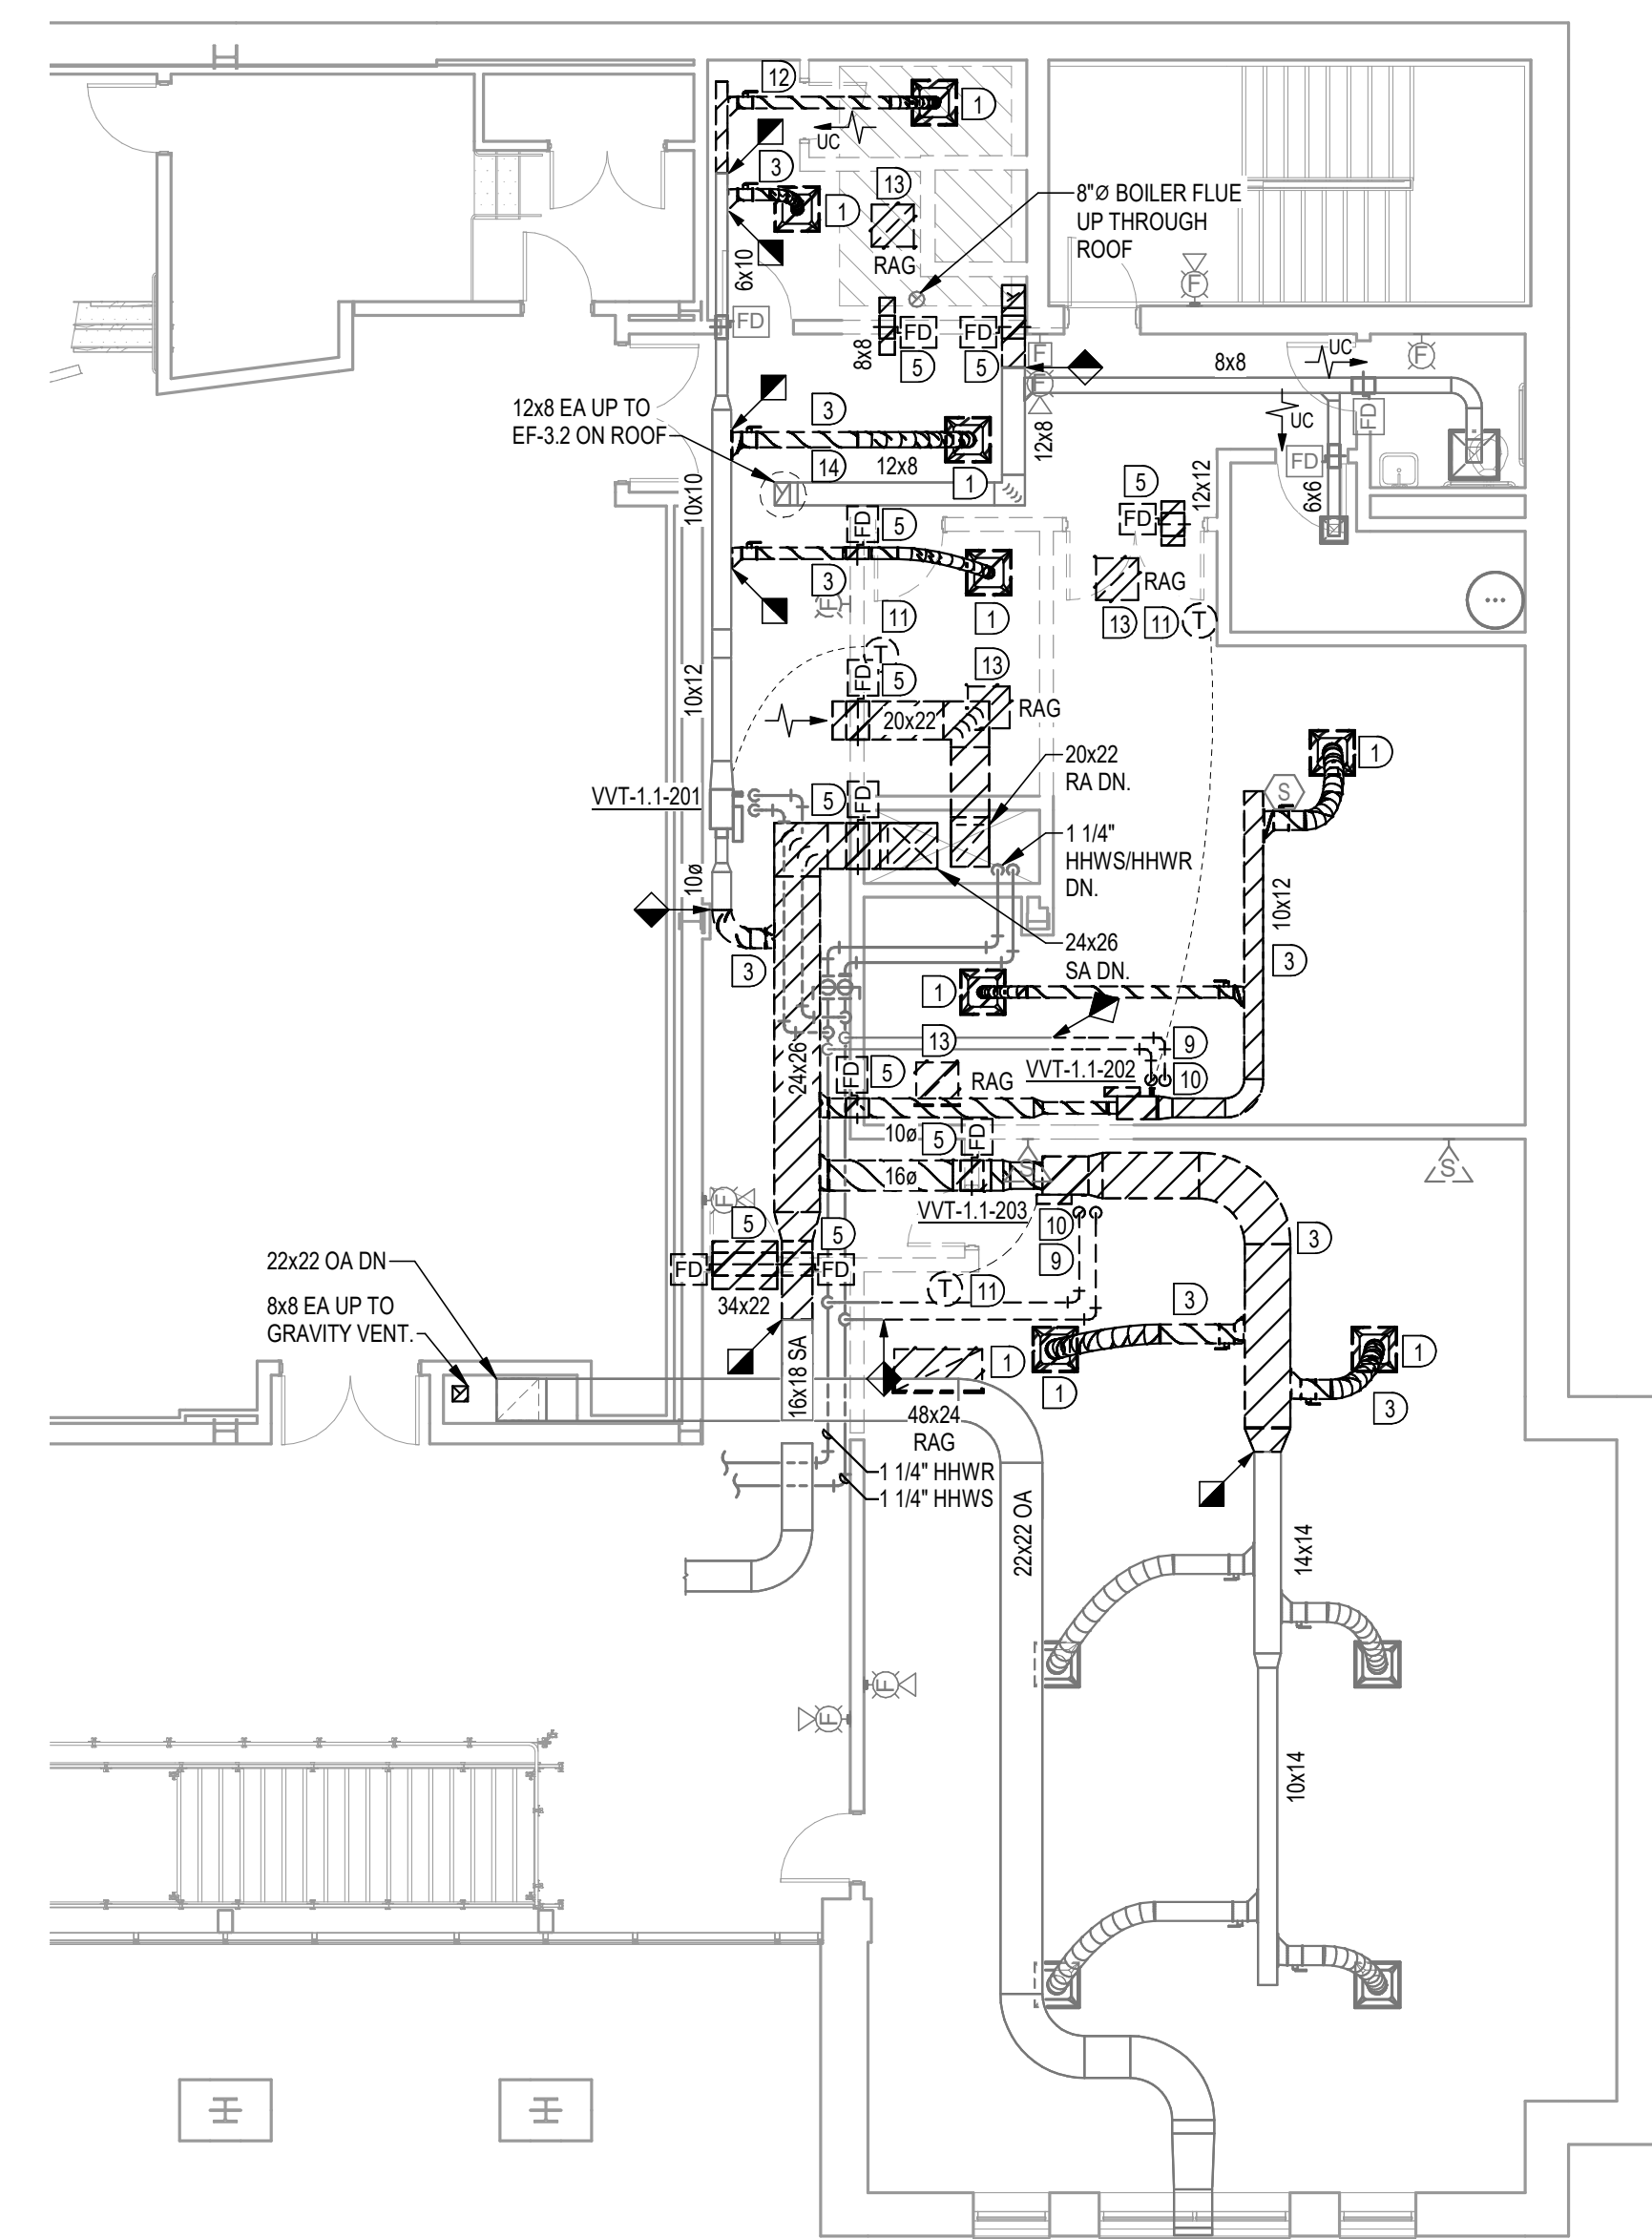 12
1
UC
3
13
1
8"Ø BOILER FLUE
UP THROUGH
ROOF
F
RAG
6x10
FD
FD
FD
8x8
5
5
F
F
8x8
UC
F
12x8 EA UP TO
EF-3.2 ON ROOF
3
12x8
UC
FD
14
12x8
1
10x10
5
12x12
FD
6x6
FD
5
FD
3
F
1
RAG
11
13
11
T
T
13
10x12
FD
5
20x22
RAG
1
20x22
RA DN.
VVT-1.1-201
5
FD
S
1 1/4"
HHWS/HHWR
DN.
10ø
10x12
24x26
SA DN.
3
3
1
24x26
13
9
FD
5
RAG
VVT-1.1-202
10
10ø
5
FD
16ø
S
S
F
VVT-1.1-203
10
5
5
3
9
22x22 OA DN
FD
FD
T
11
8x8 EA UP TO
GRAVITY VENT.
34x22
3
16x18 SA
1
1
1
48x24
RAG
3
1 1/4" HHWR
1 1/4" HHWS
22x22 OA
14x14
F
F
10x14